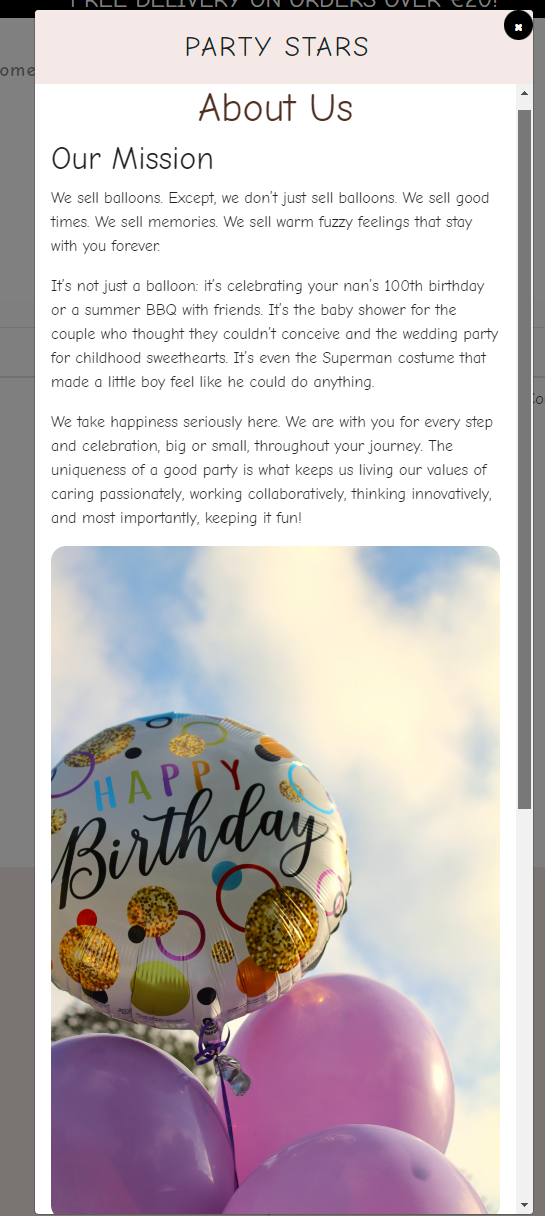 FREE DELIVERY ON ORDERS OVER €20!
PARTY STARS
ome
About Us
Our Mission
We sell balloons. Except, we don't just sell balloons. We sell good
times. We sell memories. We sell warm fuzzy feelings that stay
with you forever.
It's not just a balloon: it's celebrating your nan's 100th birthday
or a summer BBQ with friends. It's the baby shower for the
couple who thought they couldn't conceive and the wedding party
for childhood sweethearts. It's even the Superman costume that
made a little boy feel like he could do anything.
We take happiness seriously here. We are with you for every step
and celebration, big or small, throughout your journey. The
uniqueness of a good party is what keeps us living our values of
caring passionately, working collaboratively, thinking innovatively,
and most importantly, keeping it fun!
HAPPY
Birthday